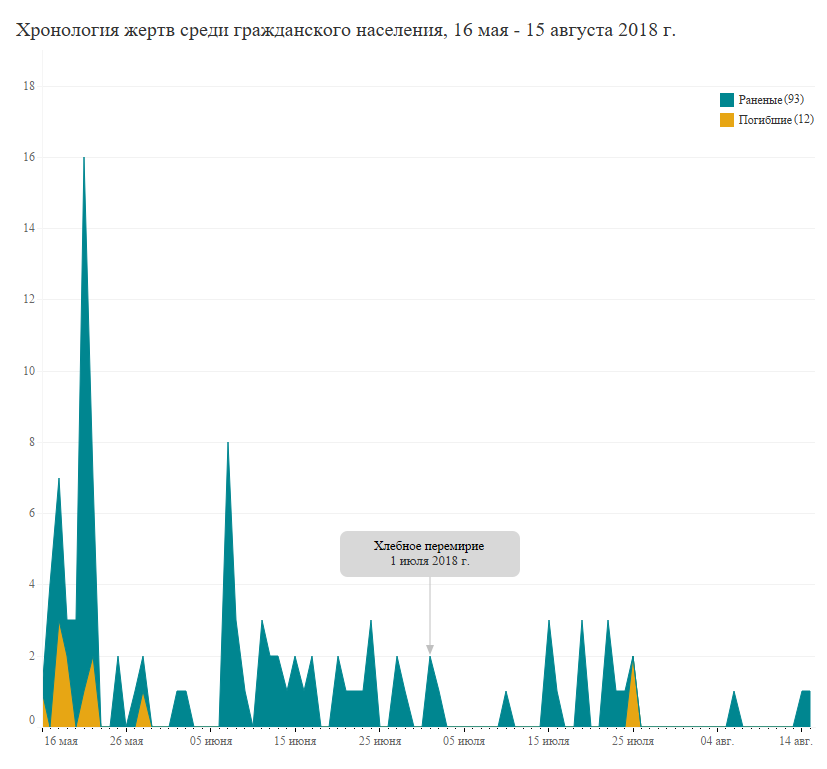 Хронология жертв среди гражданского населения, 16 мая - 15 августа 2018 г.
18
Раненые (93)
Погибшие (12)
16
14
12
10
8
6
Хлебное перемирие
1 июля 2018 г.
4
2
0
16 мая 26 мая 05 июня 15 июня 25 июня 05 июля 15 июля 25 июля 04 авг. 14 авг.